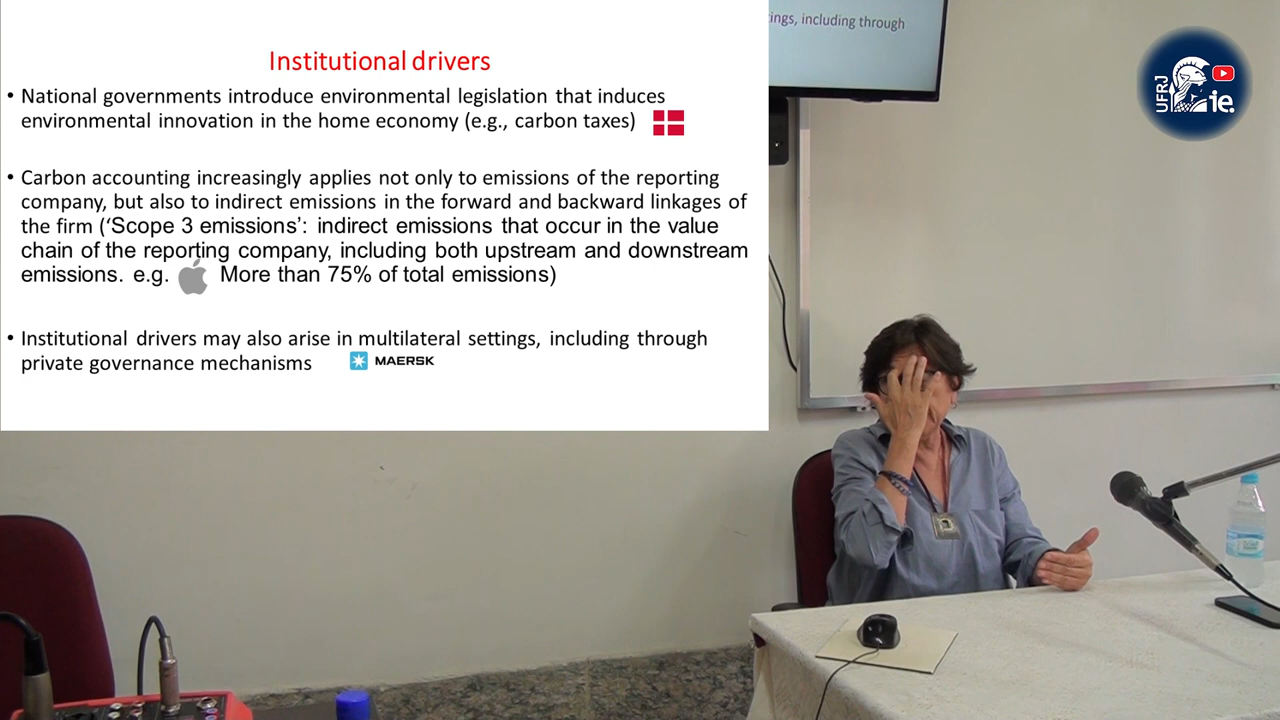 Institutional drivers
• National governments introduce environmental legislation that induces
environmental innovation in the home economy (e.g., carbon taxes)
• Carbon accounting increasingly applies not only to emissions of the reporting
company, but also to indirect emissions in the forward and backward linkages of
the firm (‘Scope 3 emissions’: indirect emissions that occur in the value
chain of the reporting company, including both upstream and downstream
emissions. e.g. More than 75% of total emissions)
• Institutional drivers may also arise in multilateral settings, including through
private governance mechanisms MAERSK
ings, including through
UFRJ
ie.